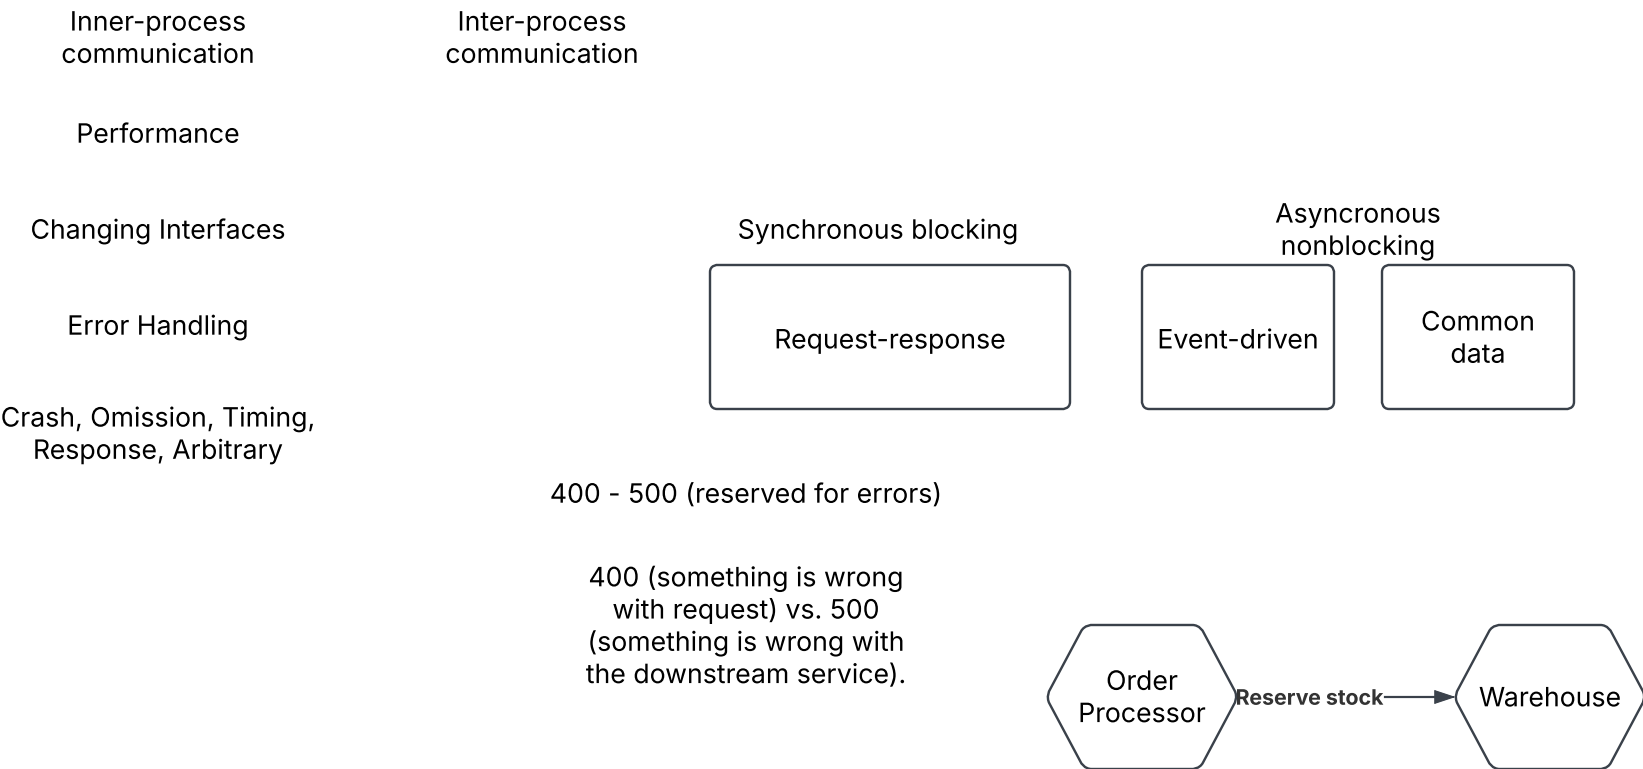 Inner-process
communication
Inter-process
communication
Performance
Changing Interfaces
Synchronous blocking
Asyncronous
nonblocking
Error Handling
Request-response
Event-driven
Common
data
Crash, Omission, Timing,
Response, Arbitrary
400 - 500 (reserved for errors)
400 (something is wrong
with request) vs. 500
(something is wrong with
the downstream service).
Order
Processor
Reserve stock
Warehouse